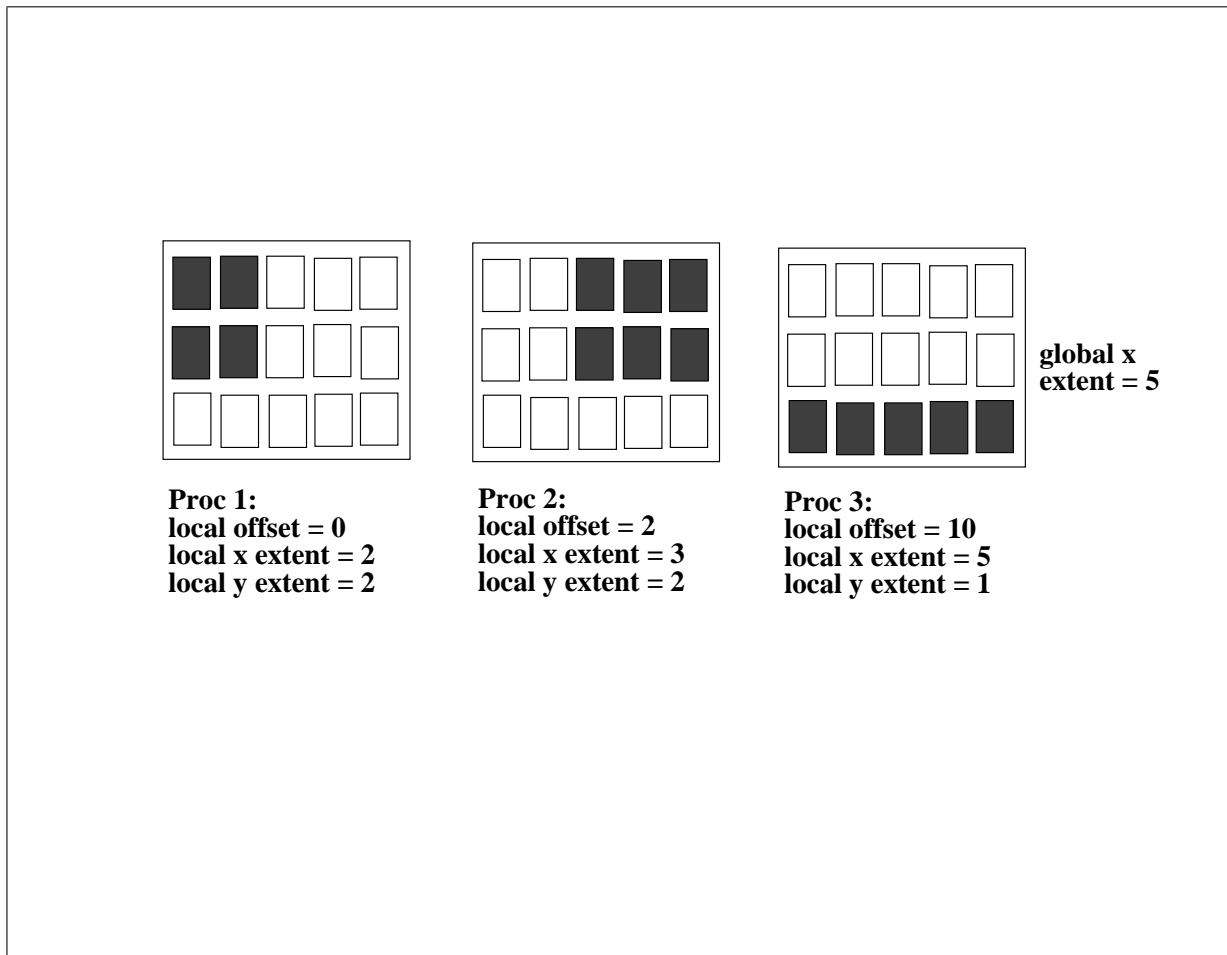 global x
extent = 5
Proc 1:
local offset = 0
local x extent = 2
local y extent = 2
Proc 2:
local offset = 2
local x extent = 3
local y extent = 2
Proc 3:
local offset = 10
local x extent = 5
local y extent = 1